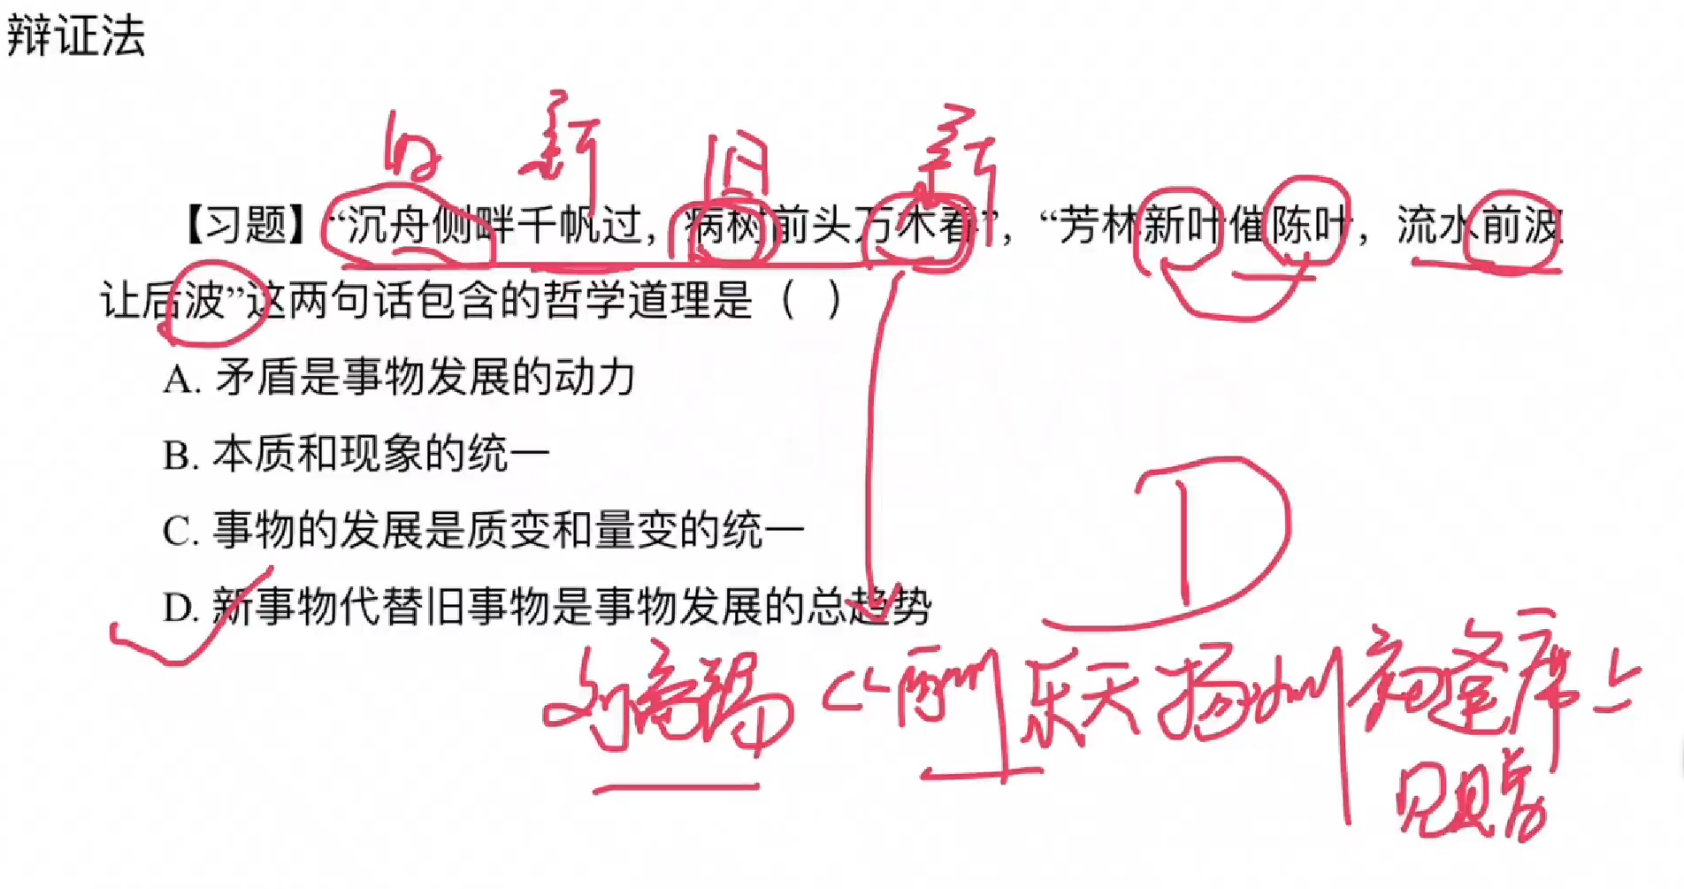 辩证法
旧 新 旧 新
【习题】“沉舟侧畔千帆过，病树前头万木春”，“芳林新叶催陈叶，流水前波
让后波”这两句话包含的哲学道理是（ ）
A. 矛盾是事物发展的动力
B. 本质和现象的统一
C. 事物的发展是质变和量变的统一
D. 新事物代替旧事物是事物发展的总趋势
D
刘禹锡《酬乐天扬州初逢席上
见赠